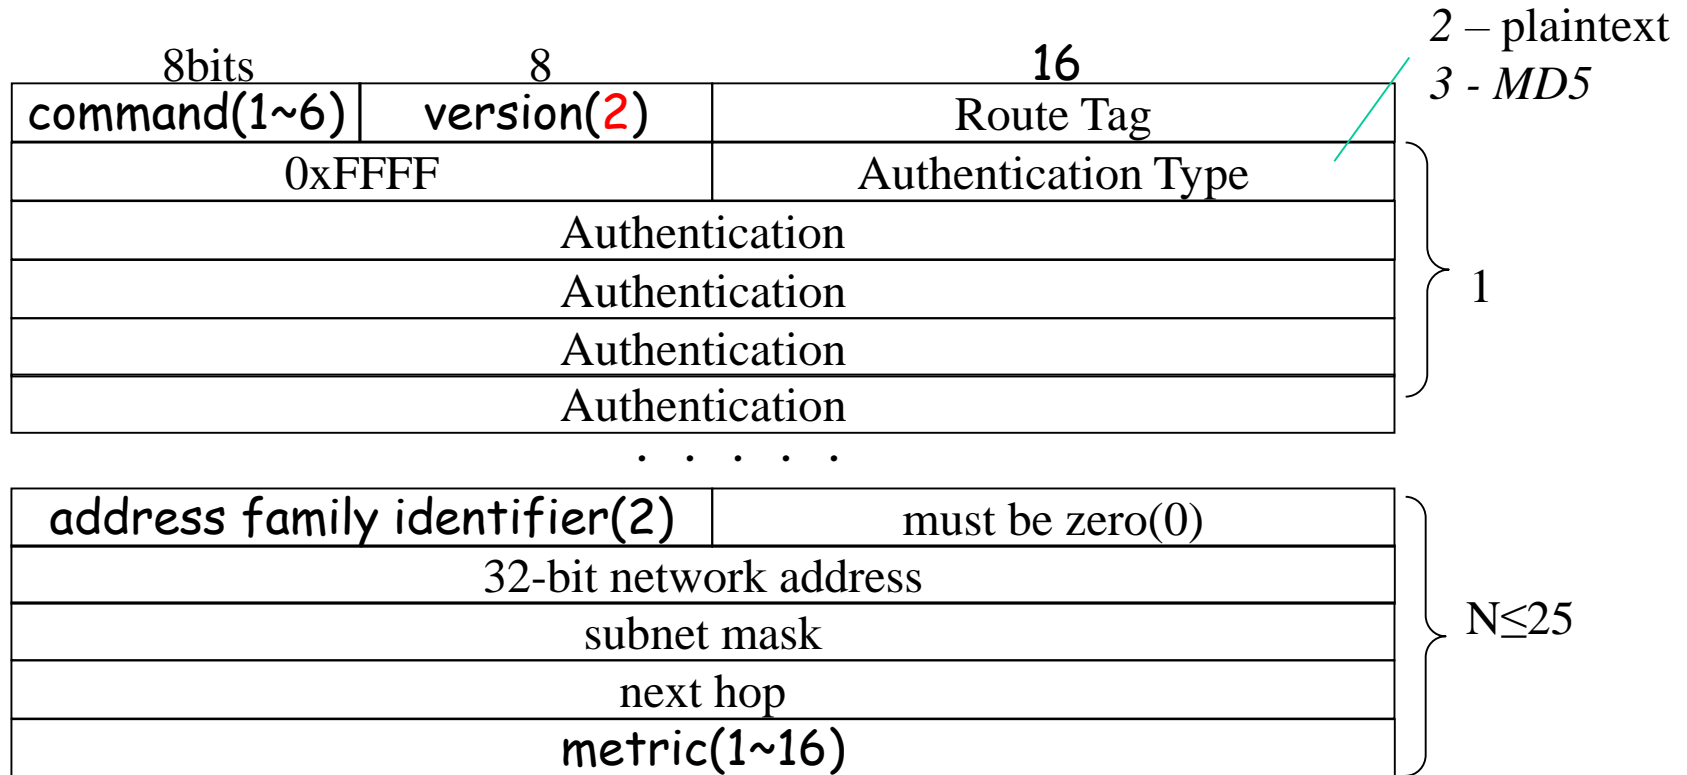 2 – plaintext
3 - MD5
8bits 8 16
command(1~6) version(2) Route Tag
0xFFFF Authentication Type
Authentication
Authentication
Authentication
Authentication
1
. . . . .
address family identifier(2) must be zero(0)
32-bit network address
subnet mask
next hop
metric(1~16)
N≤25